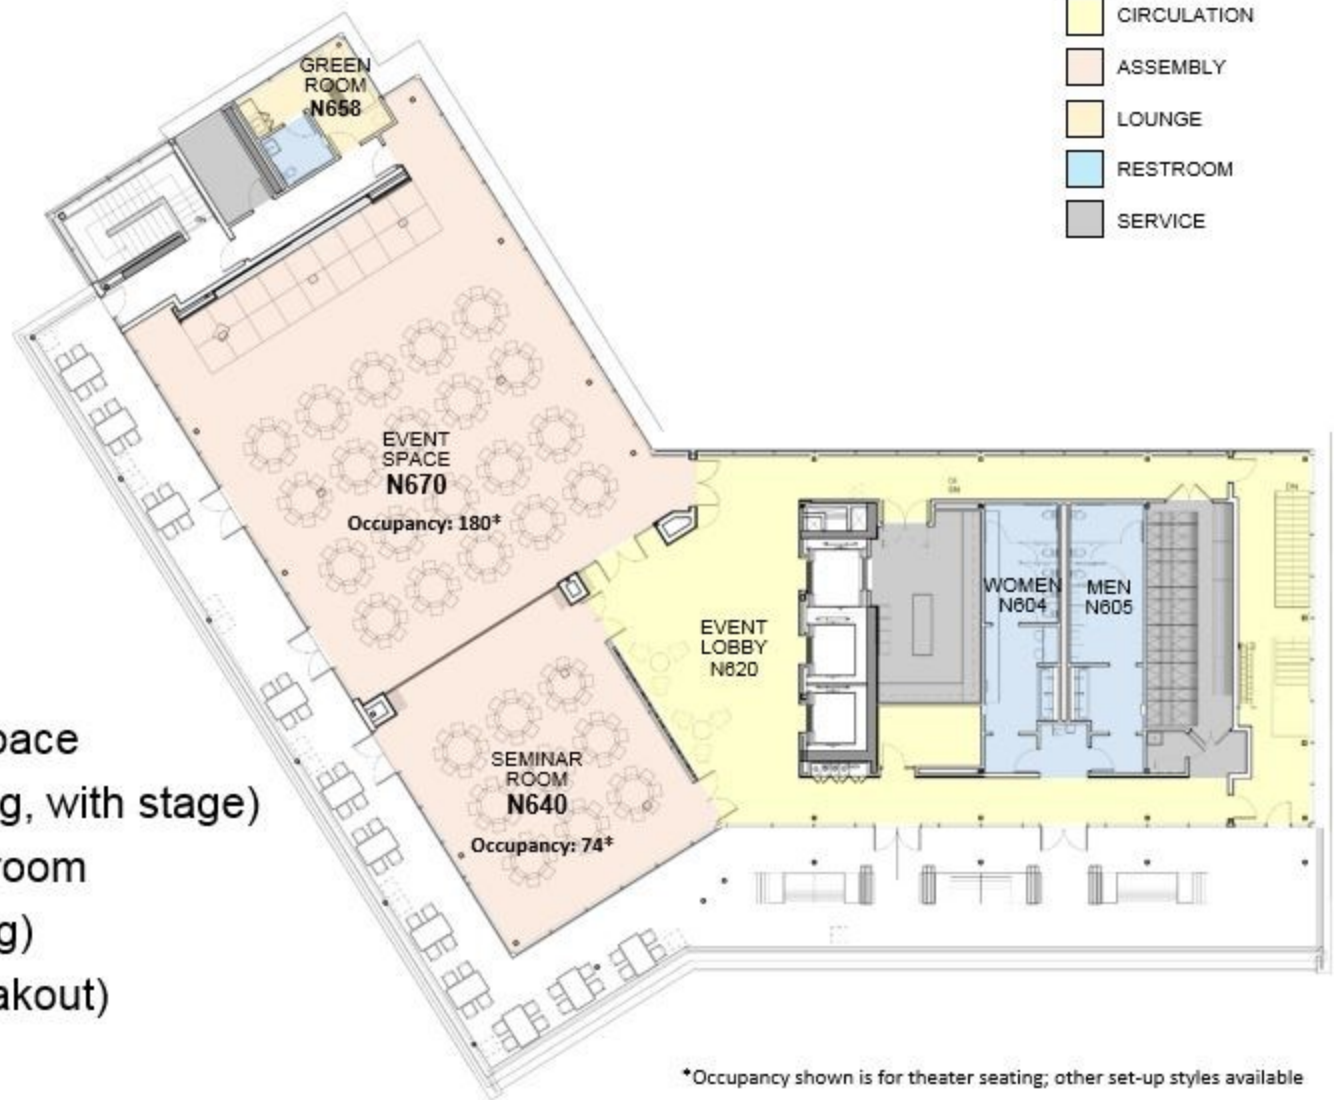 CIRCULATION
ASSEMBLY
LOUNGE
RESTROOM
SERVICE
GREEN
ROOM
N658
EVENT
SPACE
N670
Occupancy: 180*
WOMEN
N604
MEN
N605
EVENT
LOBBY
N620
SEMINAR
ROOM
N640
Occupancy: 74*
DN
pace
g, with stage)
room
g)
akout)
*Occupancy shown is for theater seating; other set-up styles available